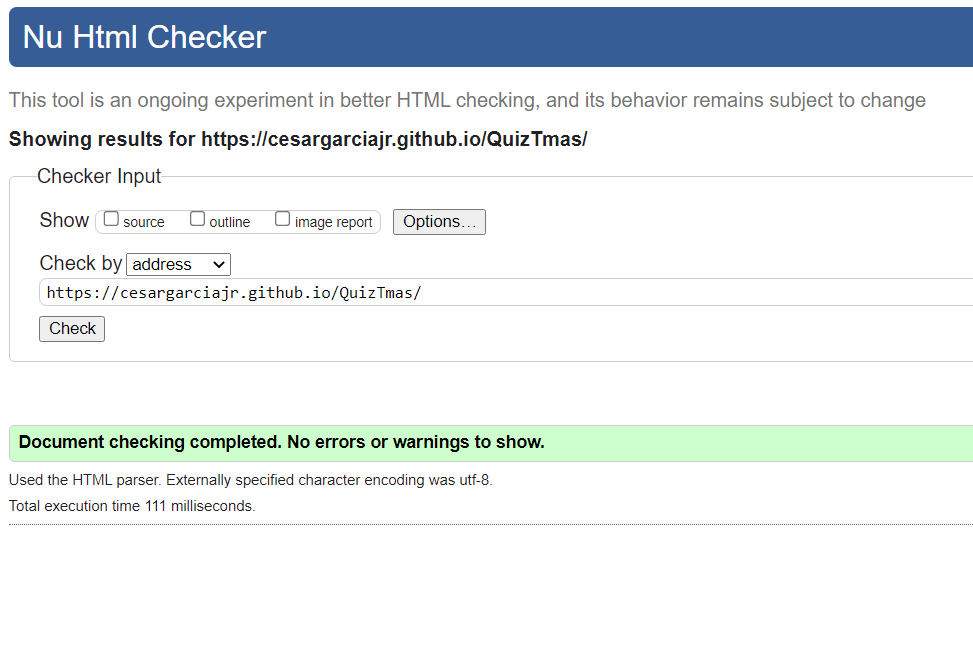 Nu Html Checker
This tool is an ongoing experiment in better HTML checking, and its behavior remains subject to change
Showing results for https://cesargarciajr.github.io/QuizTmas/
Checker Input
Show source outline image report Options…
Check by address
https://cesargarciajr.github.io/QuizTmas/
Check
Document checking completed. No errors or warnings to show.
Used the HTML parser. Externally specified character encoding was utf-8.
Total execution time 111 milliseconds.